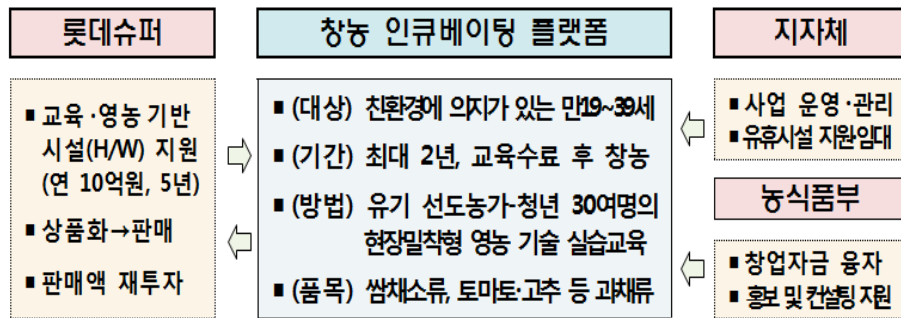 롯데슈퍼
■ 교육·영농 기반
시설(H/W) 지원
(연 10억원, 5년)
■ 상품화→판매
■ 판매액 재투자
창농 인큐베이팅 플랫폼
■ (대상) 친환경에 의지가 있는 만19~39세
■ (기간) 최대 2년, 교육수료 후 창농
■ (방법) 유기 선도농가-청년 30여명의
현장밀착형 영농 기술 실습교육
■ (품목) 쌈채소류, 토마토·고추 등 과채류
지자체
■ 사업 운영·관리
■ 유휴시설 지원·임대
농식품부
■ 창업자금 융자
■ 홍보 및 컨설팅 지원